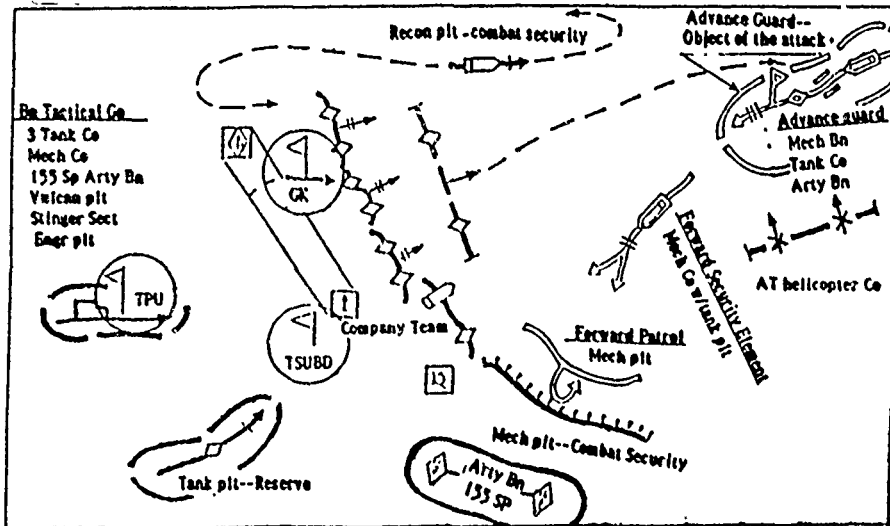 Recon plt-combat security
Advance Guard--
Object of the attack
Bn Tactical Gp
3 Tank Co
Mech Co
155 Sp Arty Bn
Vulcan plt
Stinger Sect
Engr plt
GK
Advance guard
Mech Bn
Tank Co
Arty Bn
Forward Security Element
Mech Co w/tank plt
AT helicopter Co
TPU
Company Team
TSUBD
Forward Patrol
Mech plt
Mech plt--Combat Security
Tank plt--Reserve
Arty Bn
155 SP